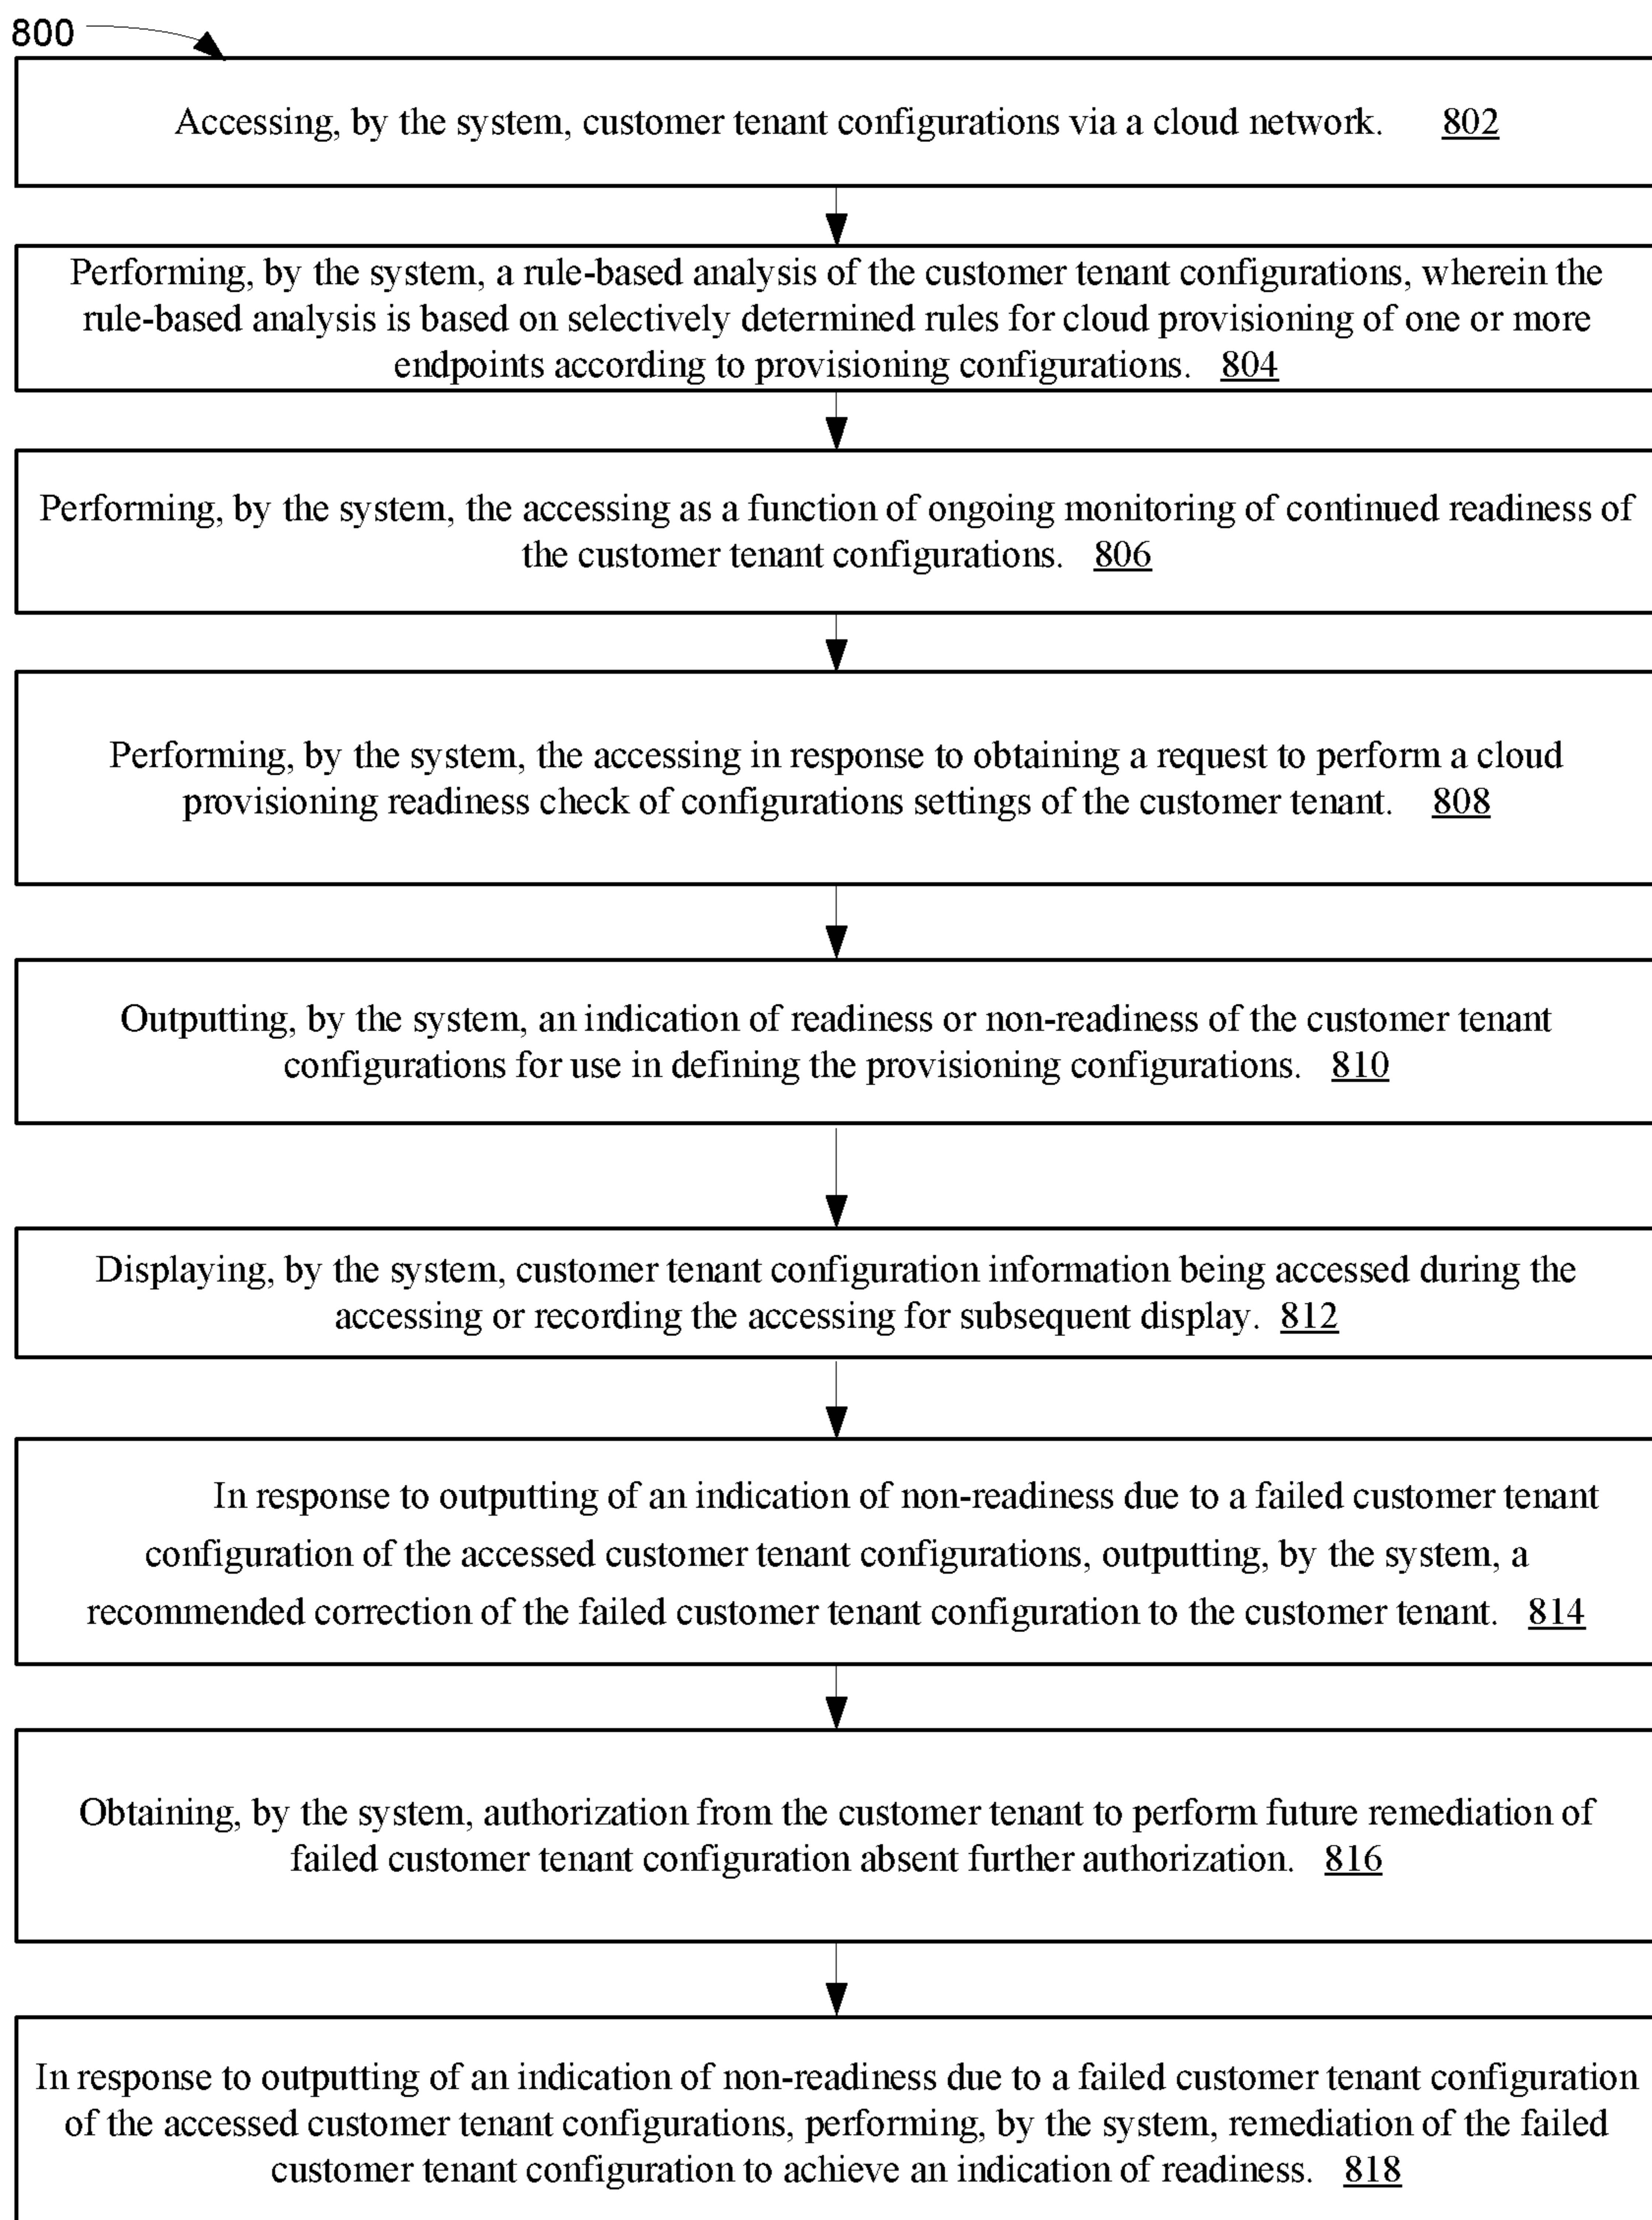 800
Accessing, by the system, customer tenant configurations via a cloud network. 802
Performing, by the system, a rule-based analysis of the customer tenant configurations, wherein the
rule-based analysis is based on selectively determined rules for cloud provisioning of one or more
endpoints according to provisioning configurations. 804
Performing, by the system, the accessing as a function of ongoing monitoring of continued readiness of
the customer tenant configurations. 806
Performing, by the system, the accessing in response to obtaining a request to perform a cloud
provisioning readiness check of configurations settings of the customer tenant. 808
Outputting, by the system, an indication of readiness or non-readiness of the customer tenant
configurations for use in defining the provisioning configurations. 810
Displaying, by the system, customer tenant configuration information being accessed during the
accessing or recording the accessing for subsequent display. 812
In response to outputting of an indication of non-readiness due to a failed customer tenant
configuration of the accessed customer tenant configurations, outputting, by the system, a
recommended correction of the failed customer tenant configuration to the customer tenant. 814
Obtaining, by the system, authorization from the customer tenant to perform future remediation of
failed customer tenant configuration absent further authorization. 816
In response to outputting of an indication of non-readiness due to a failed customer tenant configuration
of the accessed customer tenant configurations, performing, by the system, remediation of the failed
customer tenant configuration to achieve an indication of readiness. 818